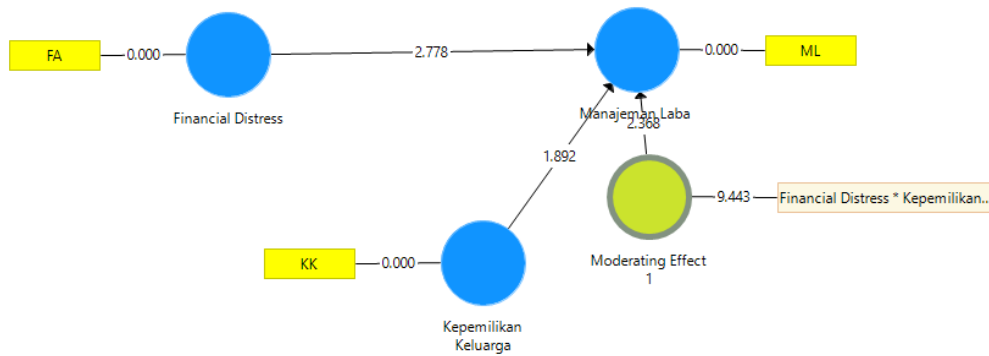 FA
0.000
2.778
0.000
ML
Financial Distress
Manajeman Laba
2.368
1.892
9.443
Financial Distress * Kepemilikan...
KK
0.000
Moderating Effect
1
Kepemilikan
Keluarga